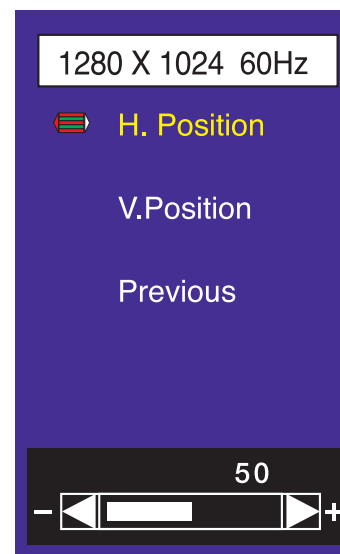 1280 X 1024 60Hz
H. Position
V.Position
Previous
50
- +